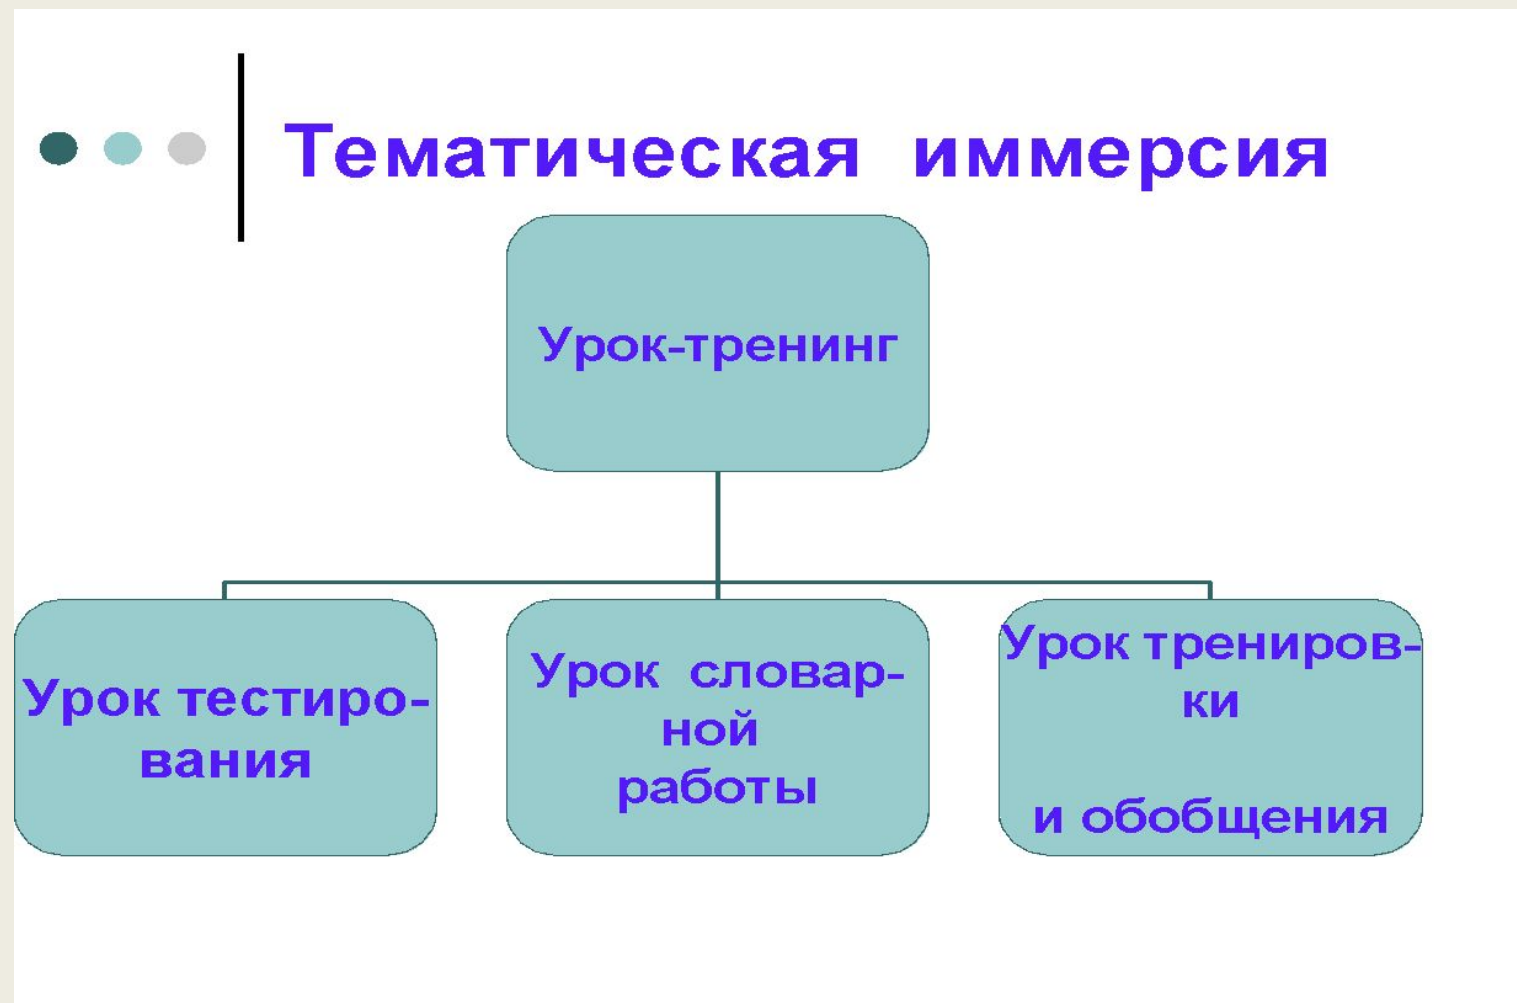 Тематическая иммерсия
Урок-тренинг
Урок тестиро-
вания
Урок словар-
ной
работы
Урок трениров-
ки
и обобщения